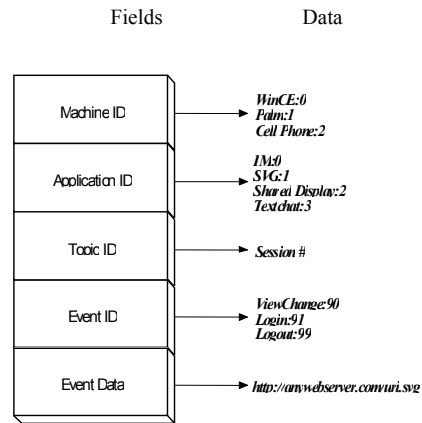 Fields Data
Machine ID
WinCE:0
Palm:1
Cell Phone:2
Application ID
IM:0
SVG:1
Shared Display:2
Textchat:3
Topic ID
Session #
Event ID
ViewChange:90
Login:91
Logout:99
Event Data
http://anywebserver.com/uri.svg